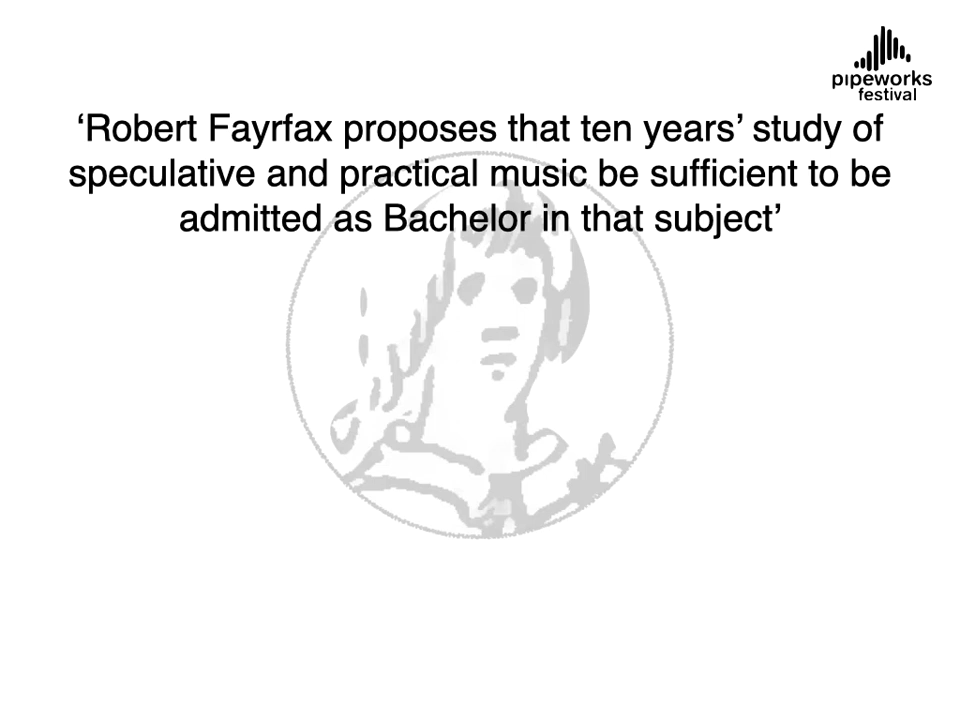 pipeworks
festival
‘Robert Fayrfax proposes that ten years’ study of
speculative and practical music be sufficient to be
admitted as Bachelor in that subject’